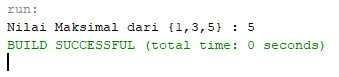 run:
Nilai Maksimal dari {1,3,5} : 5
BUILD SUCCESSFUL (total time: 0 seconds)